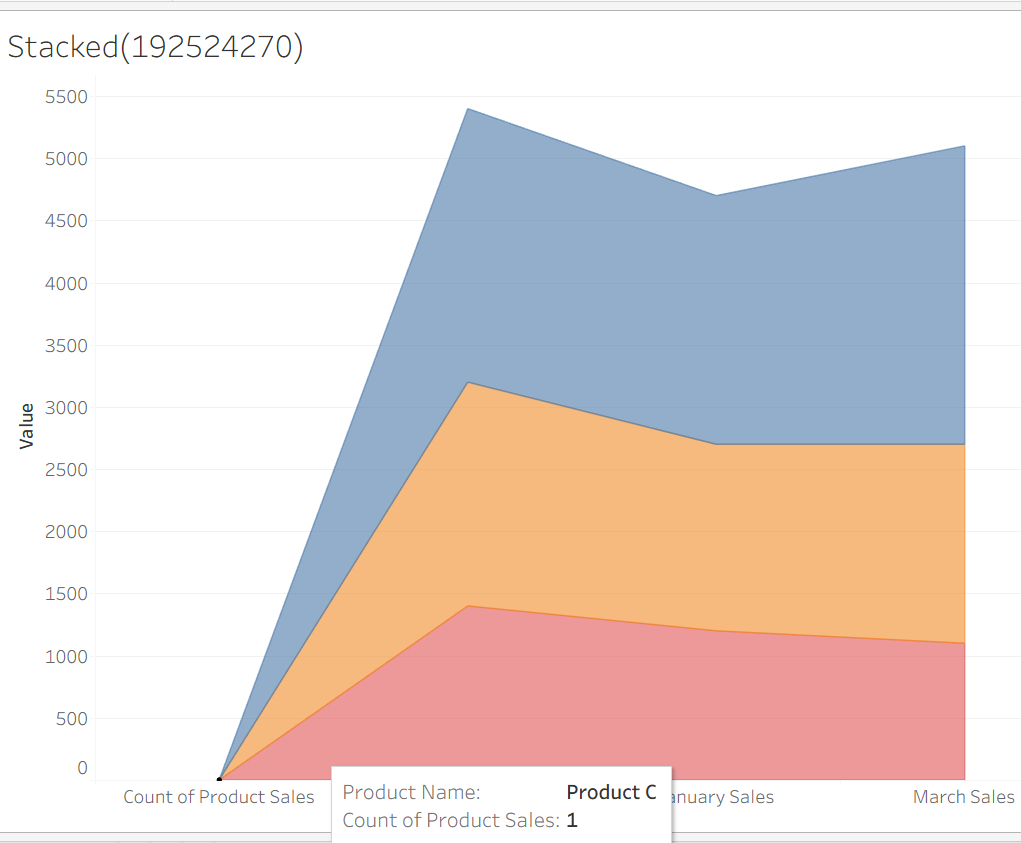 Stacked(192524270)
5500
5000
4500
4000
3500
3000
2500
2000
1500
1000
500
0
Value
Count of Product Sales
anuary Sales
March Sales
Product Name: Product C
Count of Product Sales: 1